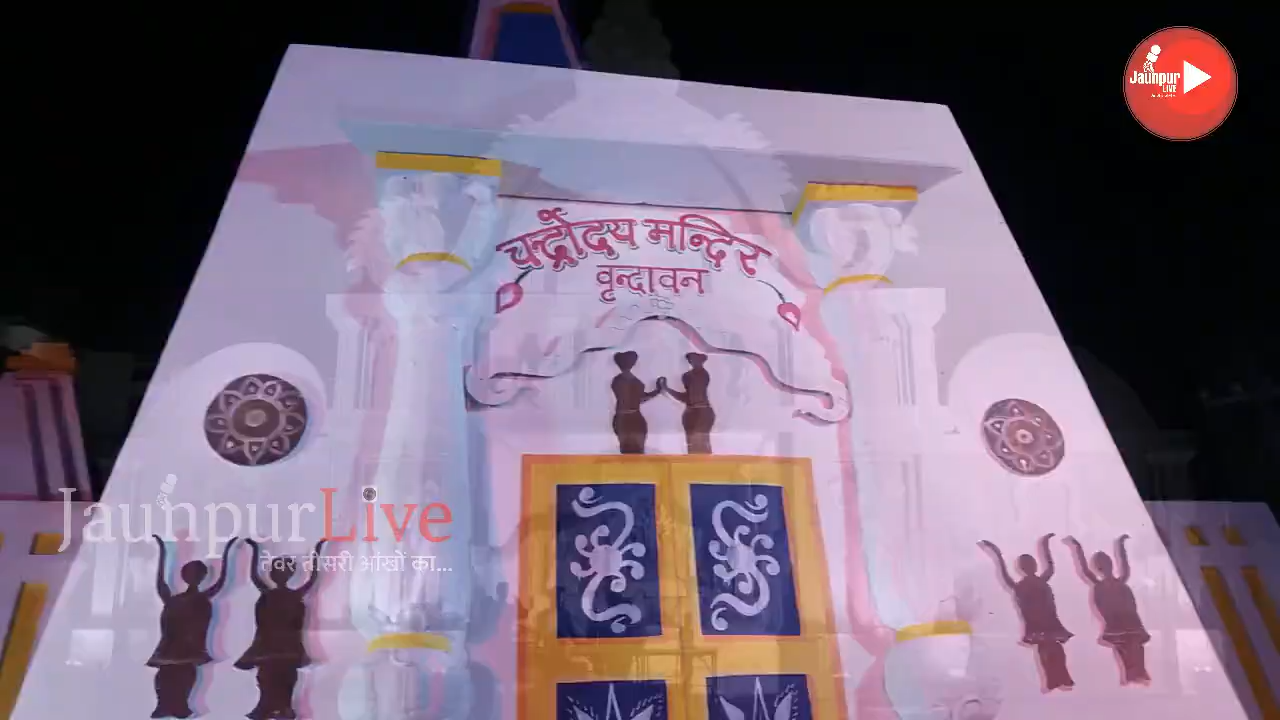 Jaunpur
LIVE
चन्द्रोदय मन्दिर
वृन्दावन
JaunpurLive
तेवर तीसरी आंखों का...